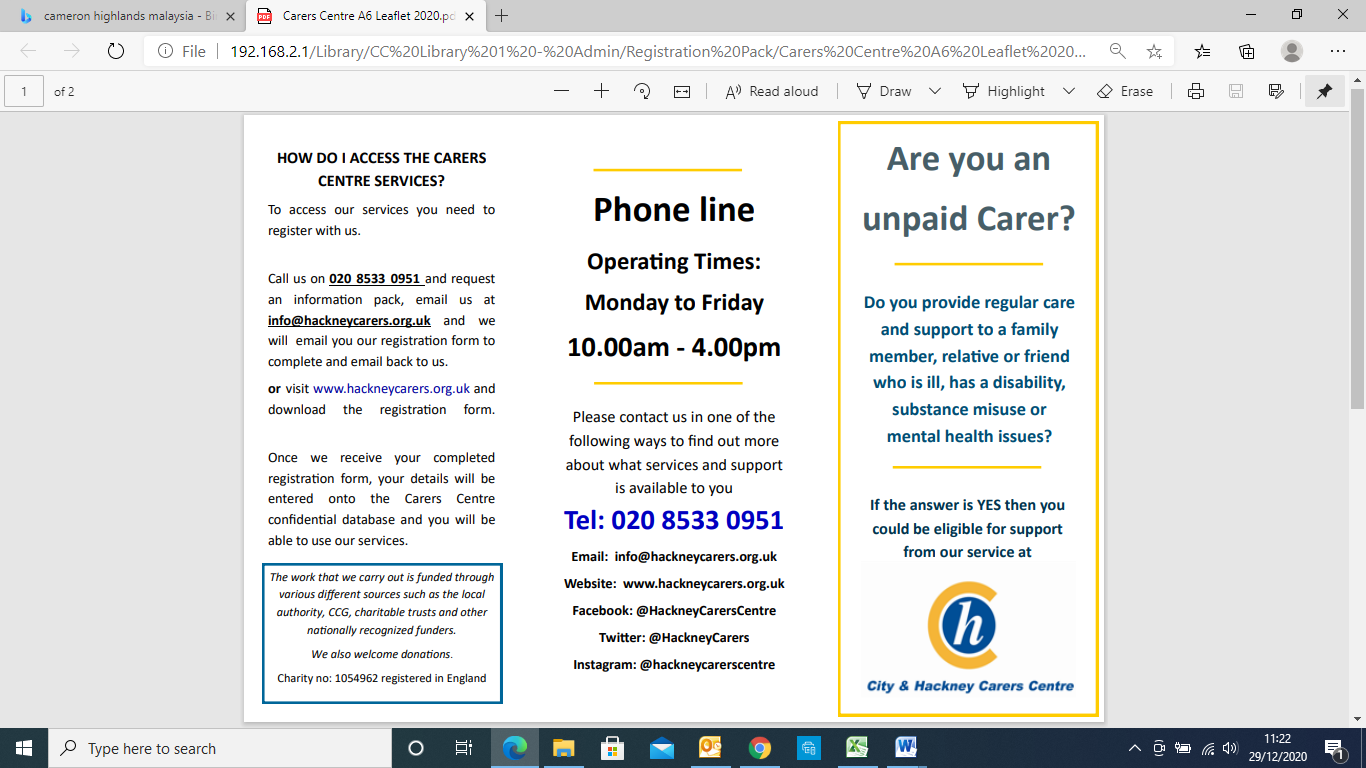 cameron highlands malaysia - Bi
Carers Centre A6 Leaflet 2020.pd
File
192.168.2.1/Library/CC%20Library%201%20-%20Admin/Registration%20Pack/Carers%20Centre%20A6%20Leaflet%2020...
1
of 2
Read aloud
Draw
Highlight
Erase
HOW DO I ACCESS THE CARERS
CENTRE SERVICES?
To access our services you need to
register with us.
Call us on 020 8533 0951 and request
an information pack, email us at
info@hackneycarers.org.uk and we
will email you our registration form to
complete and email back to us.
or visit www.hackneycarers.org.uk and
download the registration form.
Once we receive your completed
registration form, your details will be
entered onto the Carers Centre
confidential database and you will be
able to use our services.
The work that we carry out is funded through
various different sources such as the local
authority, CCG, charitable trusts and other
nationally recognized funders.
We also welcome donations.
Charity no: 1054962 registered in England
Phone line
Operating Times:
Monday to Friday
10.00am - 4.00pm
Please contact us in one of the
following ways to find out more
about what services and support
is available to you
Tel: 020 8533 0951
Email: info@hackneycarers.org.uk
Website: www.hackneycarers.org.uk
Facebook: @HackneyCarersCentre
Twitter: @HackneyCarers
Instagram: @hackneycarerscentre
Are you an
unpaid Carer?
Do you provide regular care
and support to a family
member, relative or friend
who is ill, has a disability,
substance misuse or
mental health issues?
If the answer is YES then you
could be eligible for support
from our service at
h
City & Hackney Carers Centre
Type here to search
11:22
29/12/2020
1